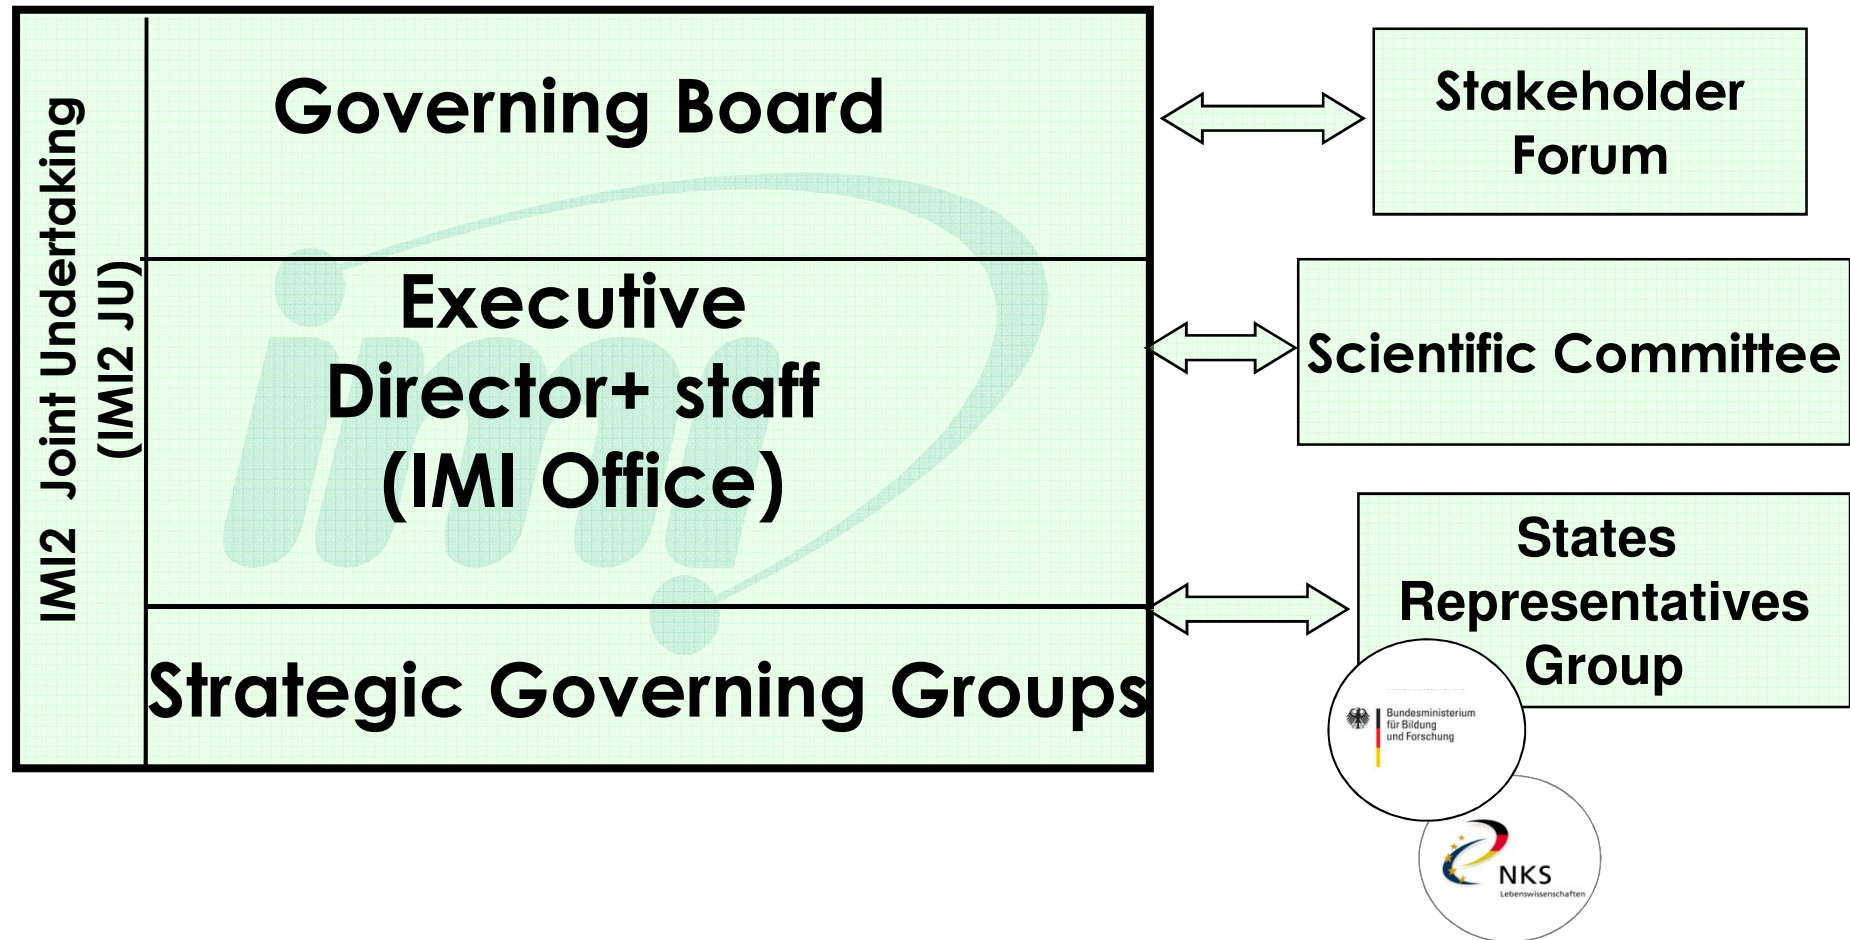 IMI2 Joint Undertaking
(IMI2 JU)
Governing Board
Executive
Director+ staff
(IMI Office)
Strategic Governing Groups
imi
Stakeholder
Forum
Scientific Committee
States
Representatives
Group
Bundesministerium
für Bildung
und Forschung
NKS
Lebenswissenschaften